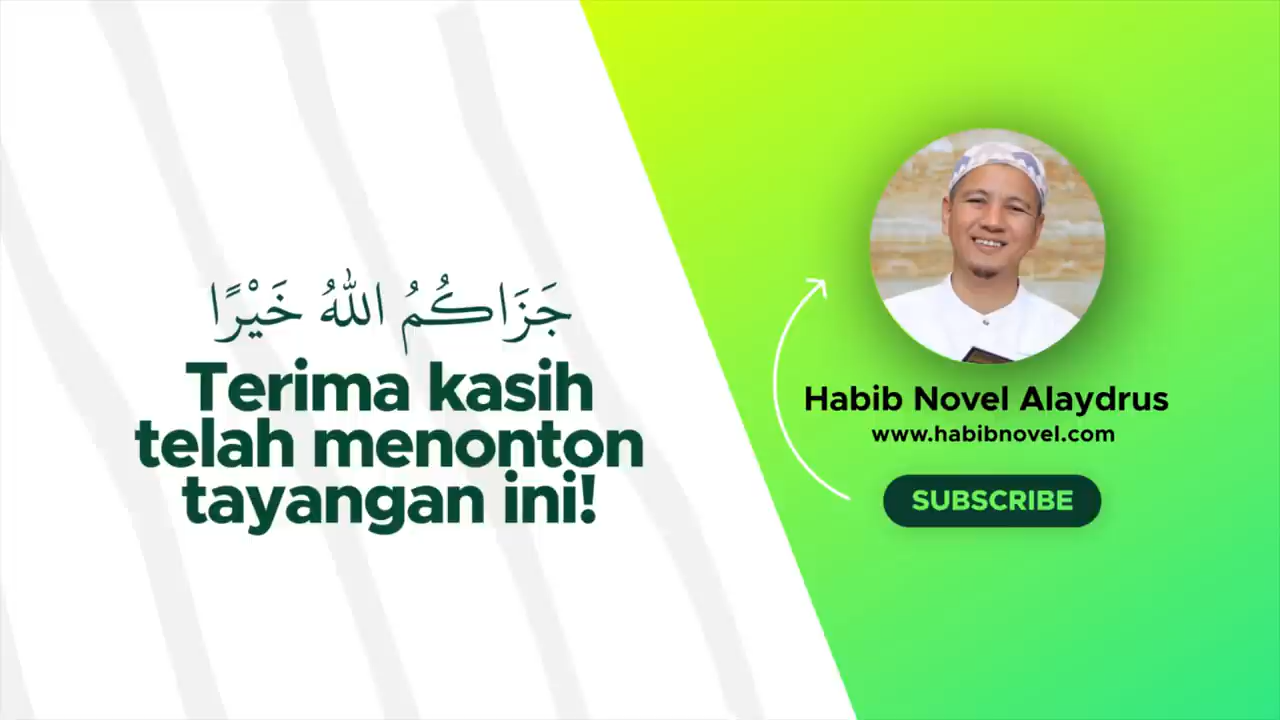 جَزَاكُمُ اللهُ خَيْرًا
Terima kasih
telah menonton
tayangan ini!
Habib Novel Alaydrus
www.habibnovel.com
SUBSCRIBE